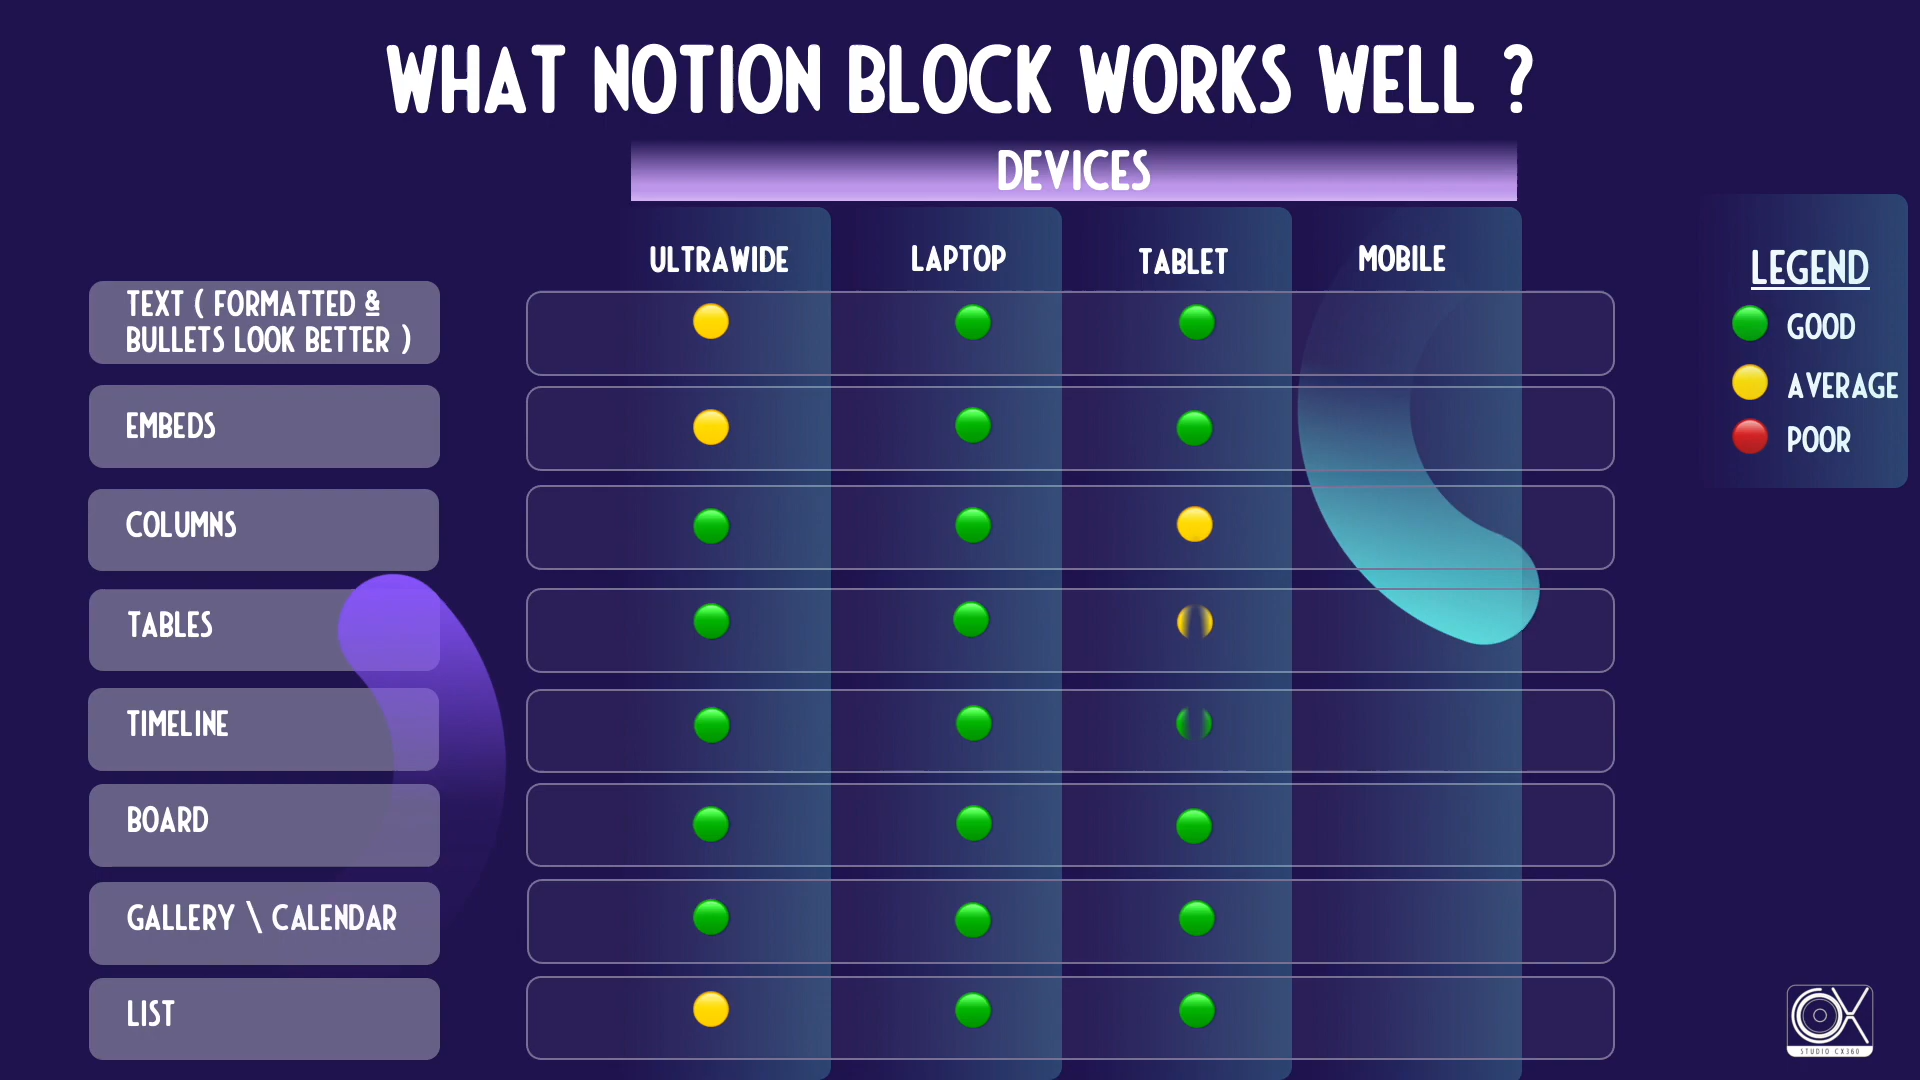 WHAT NOTION BLOCK WORKS WELL ?
DEVICES
ULTRAWIDE
LAPTOP
TABLET
MOBILE
LEGEND
GOOD
AVERAGE
POOR
TEXT ( FORMATTED &
BULLETS LOOK BETTER )
EMBEDS
COLUMNS
TABLES
TIMELINE
BOARD
GALLERY \ CALENDAR
LIST
CX
STUDIO CX360